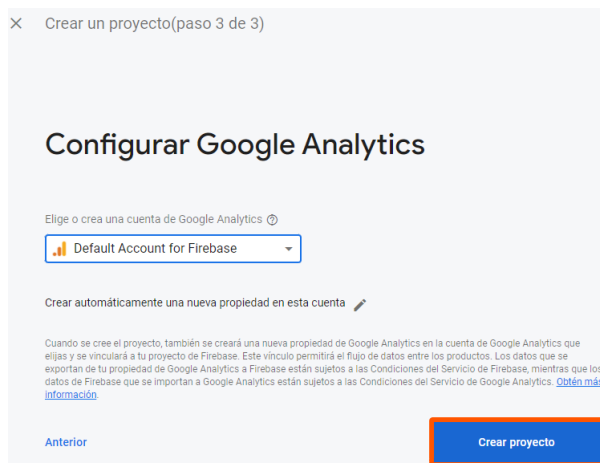 Crear un proyecto(paso 3 de 3)
Configurar Google Analytics
Elige o crea una cuenta de Google Analytics
Default Account for Firebase
Crear automáticamente una nueva propiedad en esta cuenta
Cuando se cree el proyecto, también se creará una nueva propiedad de Google Analytics en la cuenta de Google Analytics que
elijas y se vinculará a tu proyecto de Firebase. Este vínculo permitirá el flujo de datos entre los productos. Los datos que se
exportan de tu propiedad de Google Analytics a Firebase están sujetos a las Condiciones del Servicio de Firebase, mientras que los
datos de Firebase que se importan a Google Analytics están sujetos a las Condiciones del Servicio de Google Analytics. Obtén más
información.
Anterior
Crear proyecto